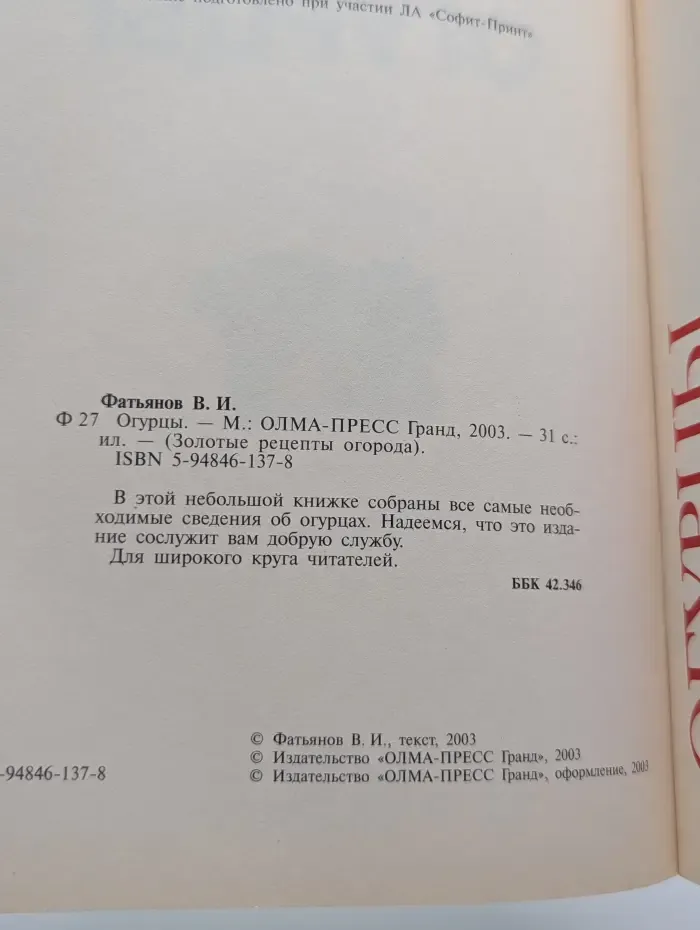 подготовлено при участии ЛА «Софит-Принт»
Фатьянов В. И.
Ф 27 Огурцы. — М.: ОЛМА-ПРЕСС Гранд, 2003. — 31 с.:
ил. — (Золотые рецепты огорода).
ISBN 5-94846-137-8
В этой небольшой книжке собраны все самые необ-
ходимые сведения об огурцах. Надеемся, что это изда-
ние сослужит вам добрую службу.
Для широкого круга читателей.
ББК 42.346
© Фатьянов В. И., текст, 2003
© Издательство «ОЛМА-ПРЕСС Гранд», 2003
-94846-137-8 © Издательство «ОЛМА-ПРЕСС Гранд», оформление, 2003
ОГУРЦЫ